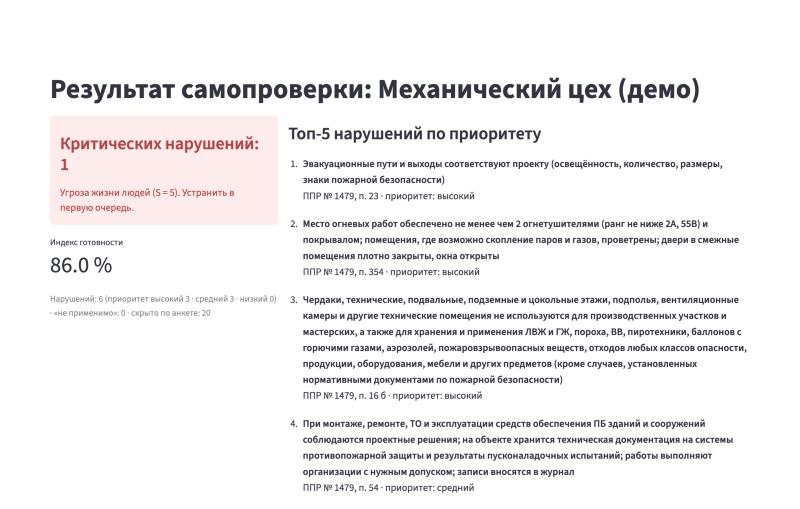 Результат самопроверки: Механический цех (демо)
Критических нарушений:
1
Угроза жизни людей (S = 5). Устранить в
первую очередь.
Индекс готовности
86.0 %
Нарушений: 6 (приоритет высокий 3 · средний 3 · низкий 0)
· «не применимо»: 0 · скрыто по анкете: 20
Топ-5 нарушений по приоритету
1. Эвакуационные пути и выходы соответствуют проекту (освещённость, количество, размеры,
знаки пожарной безопасности)
ППР № 1479, п. 23 · приоритет: высокий
2. Место огневых работ обеспечено не менее чем 2 огнетушителями (ранг не ниже 2А, 55В) и
покрывалом; помещения, где возможно скопление паров и газов, проветрены; двери в смежные
помещения плотно закрыты, окна открыты
ППР № 1479, п. 354 · приоритет: высокий
3. Чердаки, технические, подвальные, подземные и цокольные этажи, подполья, вентиляционные
камеры и другие технические помещения не используются для производственных участков и
мастерских, а также для хранения и применения ЛВЖ и ГЖ, пороха, ВВ, пиротехники, баллонов с
горючими газами, аэрозолей, пожаровзрывоопасных веществ, отходов любых классов опасности,
продукции, оборудования, мебели и других предметов (кроме случаев, установленных
нормативными документами по пожарной безопасности)
ППР № 1479, п. 16 б · приоритет: высокий
4. При монтаже, ремонте, ТО и эксплуатации средств обеспечения ПБ зданий и сооружений
соблюдаются проектные решения; на объекте хранится техническая документация на системы
противопожарной защиты и результаты пусконаладочных испытаний; работы выполняют
организации с нужным допуском; записи вносятся в журнал
ППР № 1479, п. 54 · приоритет: средний